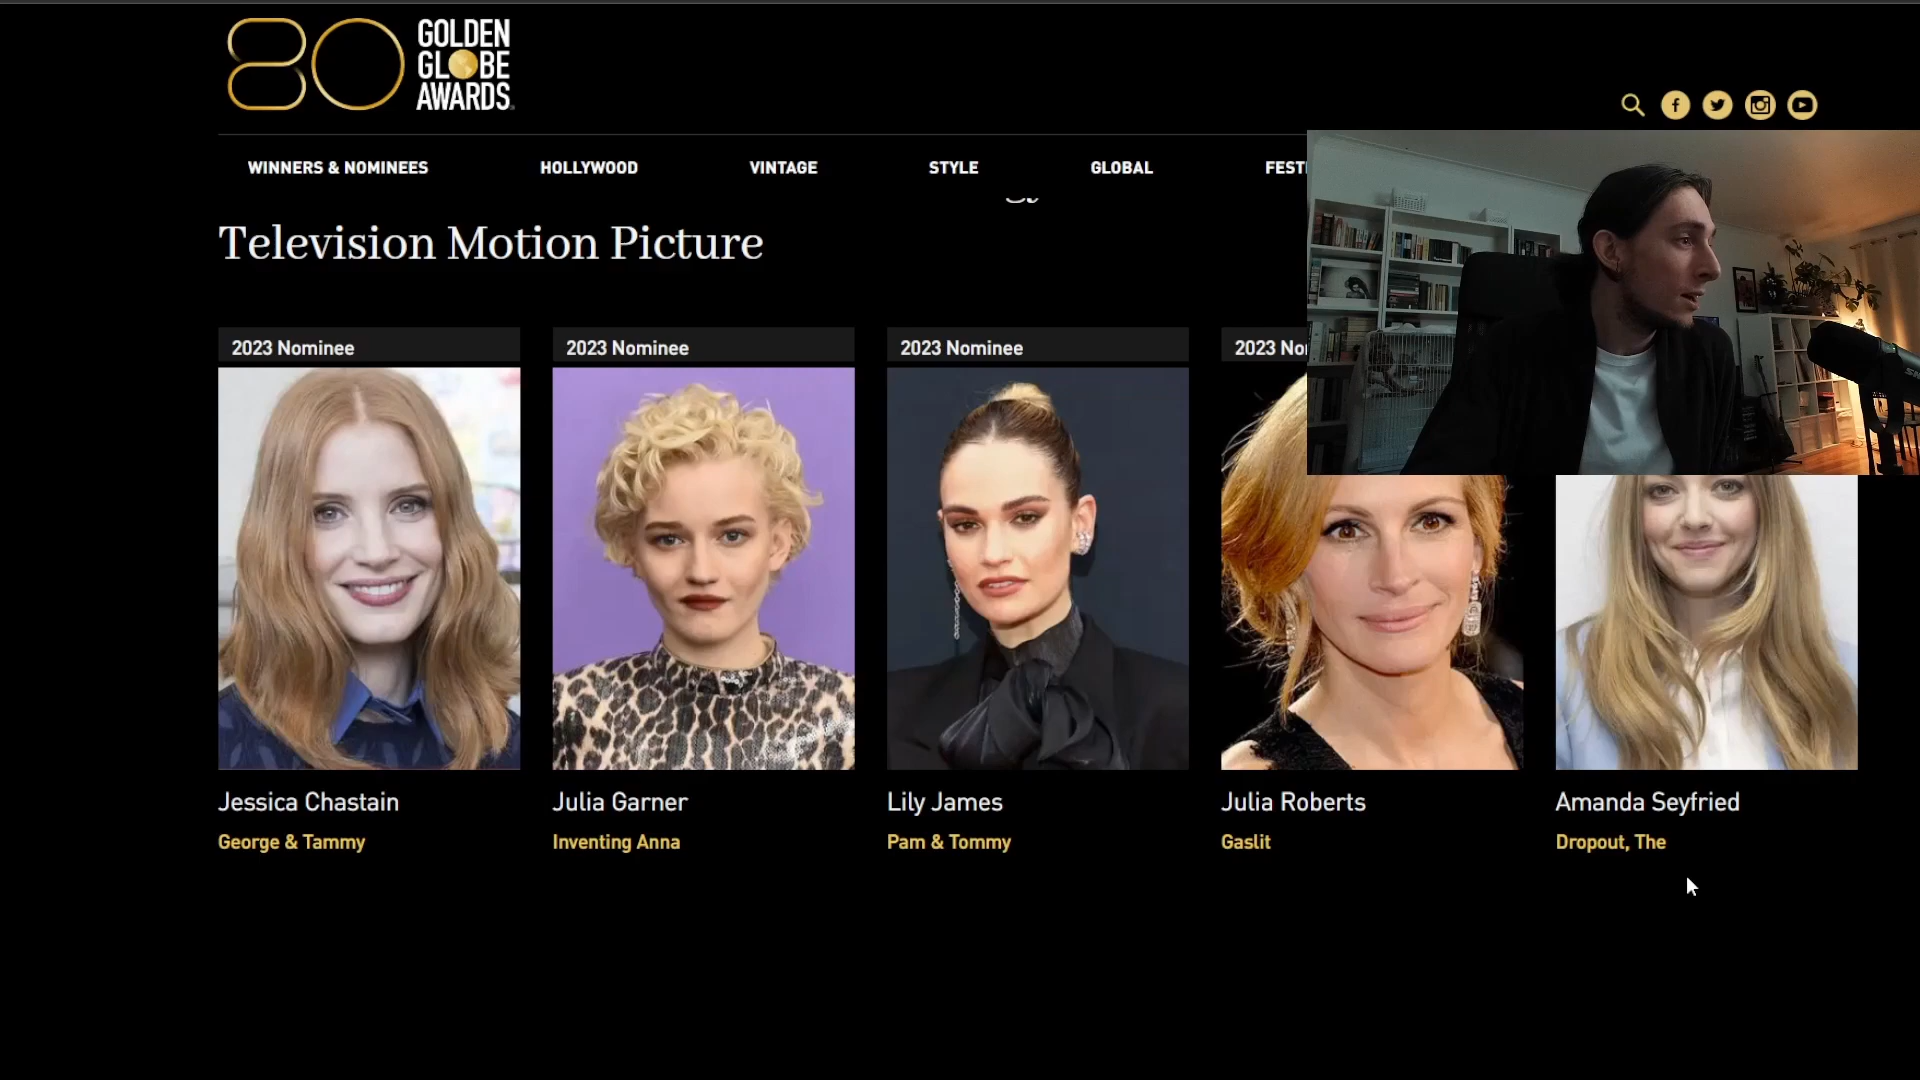 80 GOLDEN
GLOBE
AWARDS
WINNERS & NOMINEES HOLLYWOOD VINTAGE STYLE GLOBAL
Television Motion Picture
2023 Nominee 2023 Nominee 2023 Nominee 2023
Jessica Chastain Julia Garner Lily James Julia Roberts Amanda Seyfried
George & Tammy Inventing Anna Pam & Tommy Gaslit Dropout, The